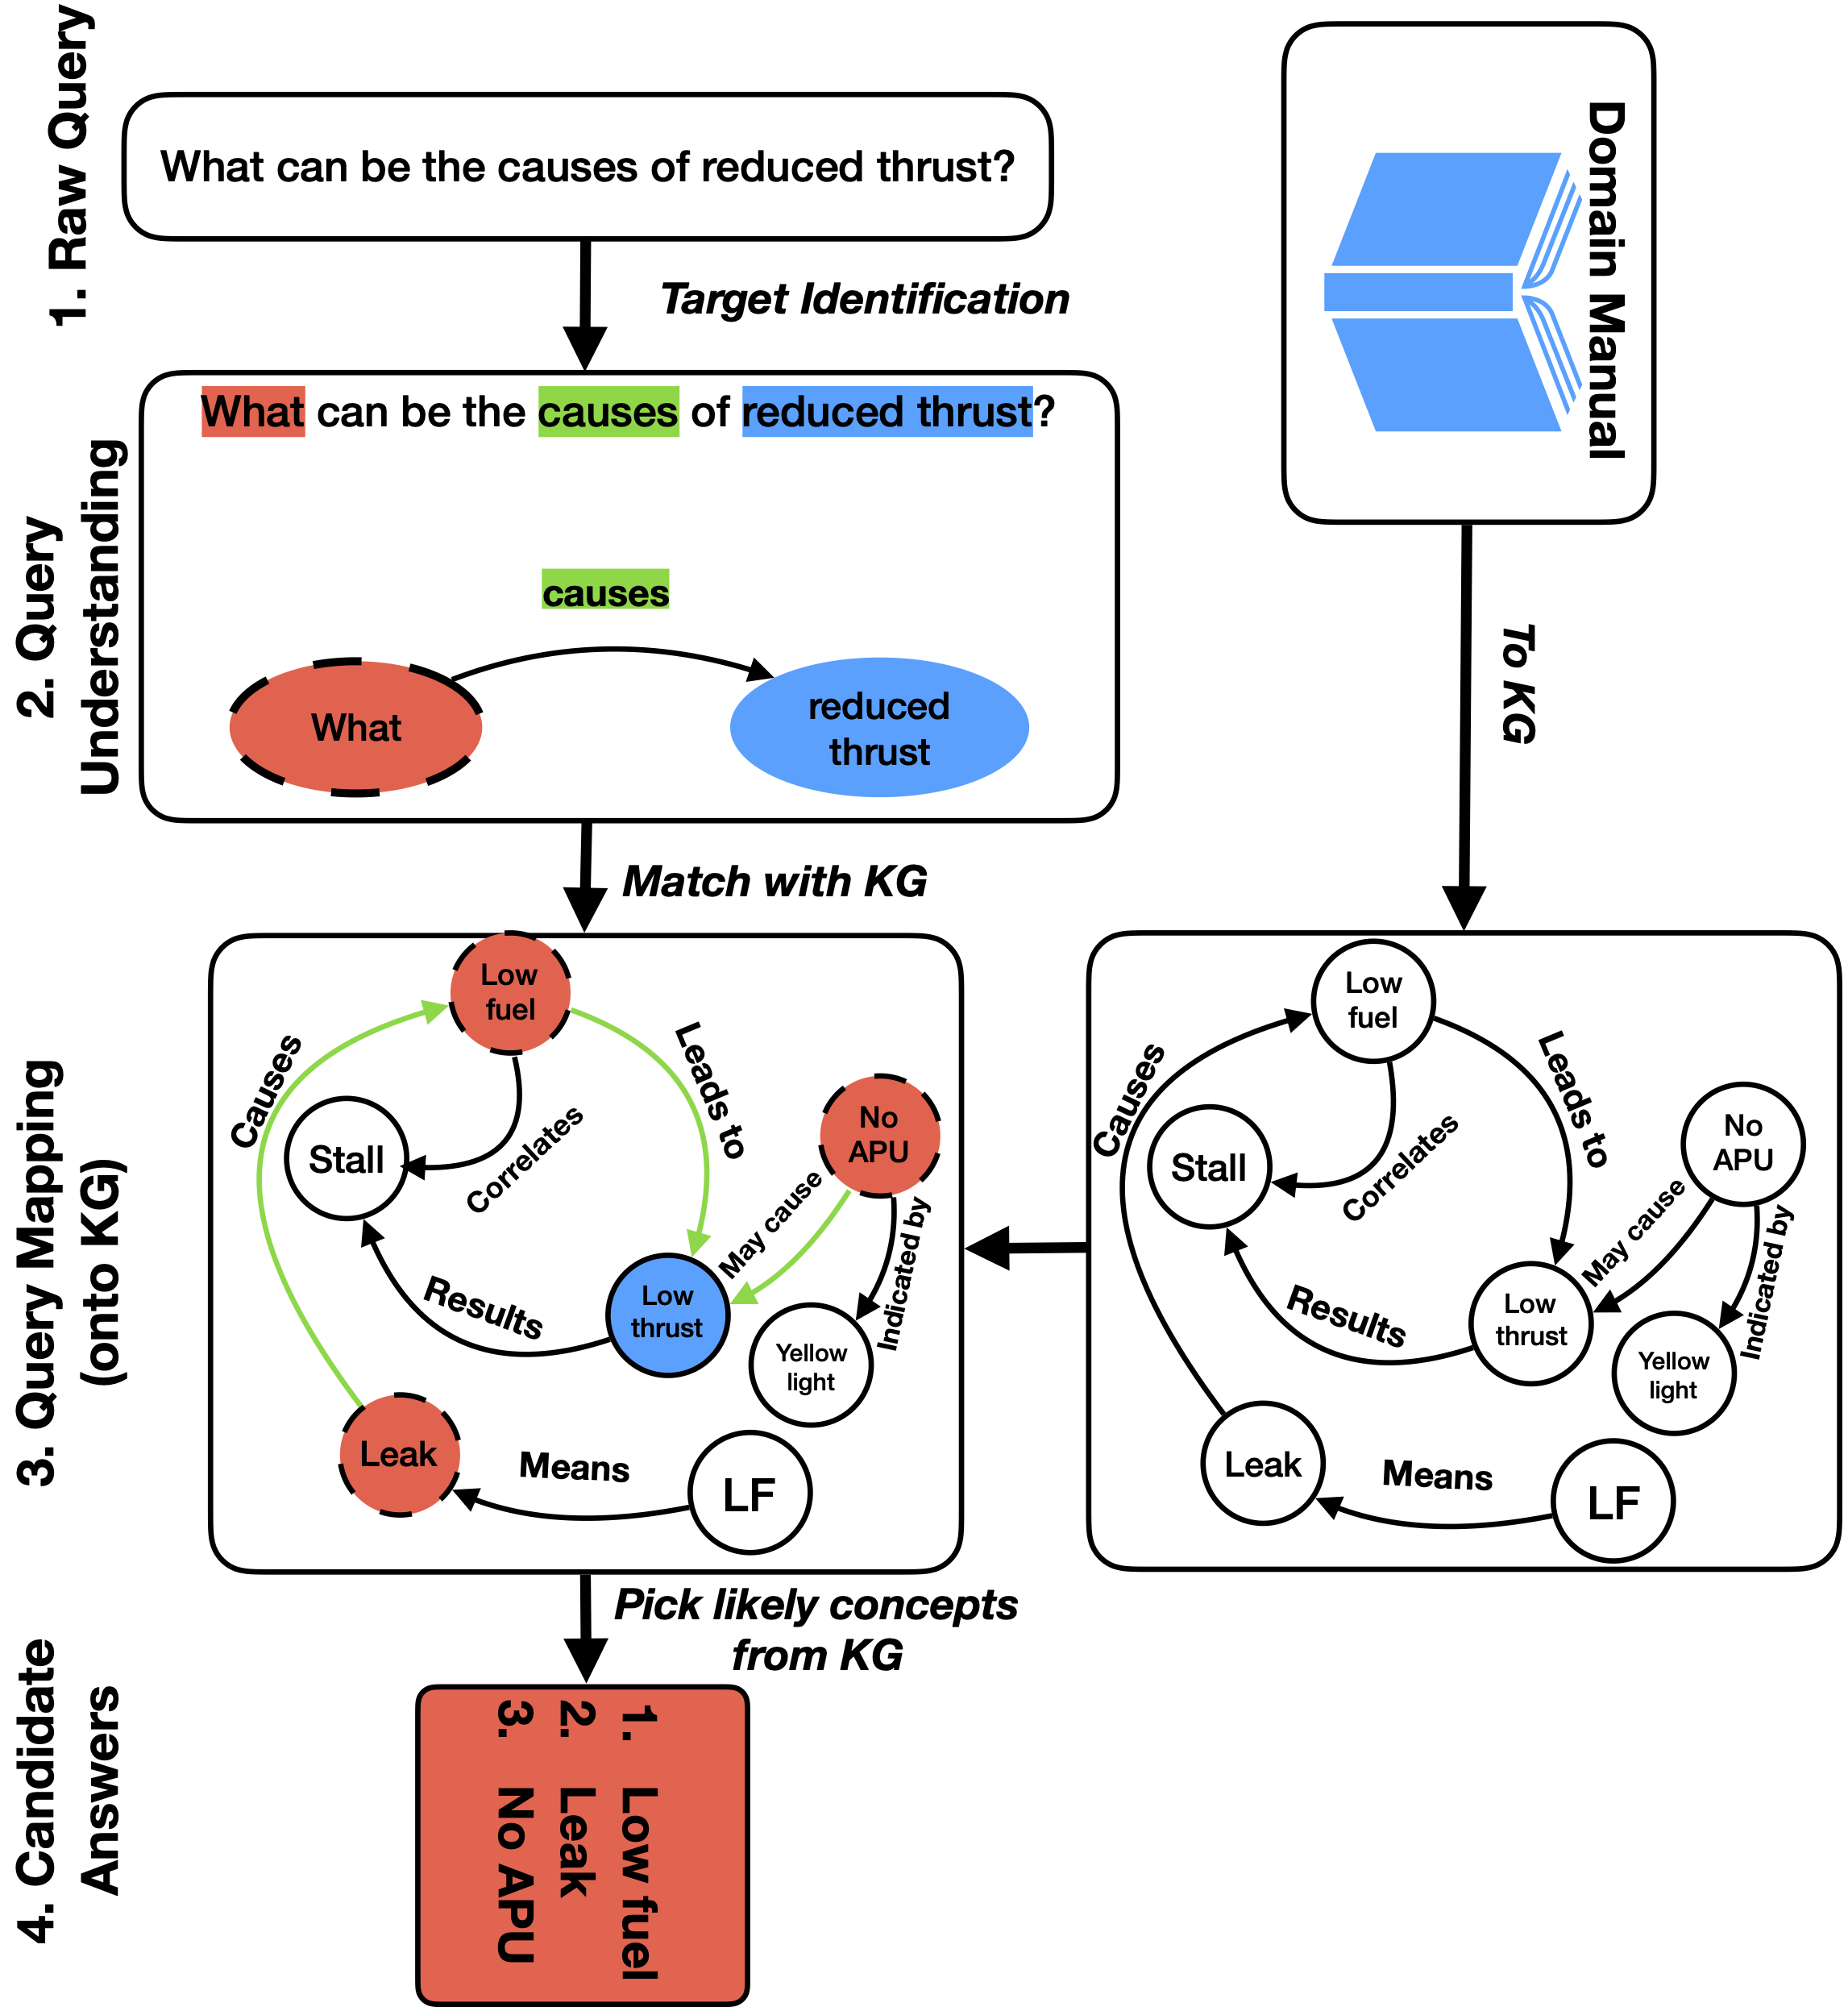 1. Raw Query
What can be the causes of reduced thrust?
Target Identification
Domain Manual
2. Query
Understanding
What can be the causes of reduced thrust?
causes
What
reduced
thrust
To KG
Match with KG
3. Query Mapping
(onto KG)
Low
fuel
Causes
Leads to
Stall
Correlates
No
APU
May cause
Indicated by
Results
Low
thrust
Yellow
light
Leak
Means
LF
Low
fuel
Causes
Leads to
Stall
Correlates
No
APU
May cause
Indicated by
Results
Low
thrust
Yellow
light
Leak
Means
LF
Pick likely concepts
from KG
4. Candidate
Answers
1. Low fuel
2. Leak
3. No APU